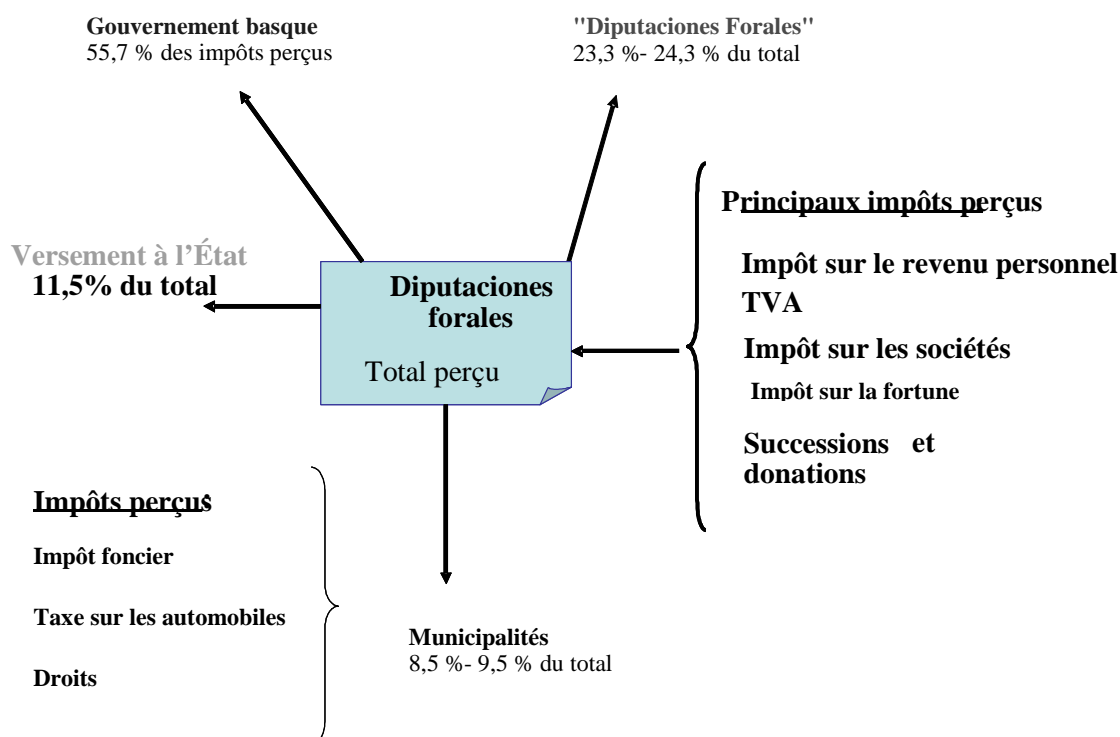 Gouvernement basque
55,7 % des impôts perçus
"Diputaciones Forales"
23,3 %- 24,3 % du total
Principaux impôts perçus
Versement à l’État
11,5% du total
Impôt sur le revenu personnel
TVA
Impôt sur les sociétés
Impôt sur la fortune
Successions et
donations
Diputaciones
forales
Total perçu
Impôts perçus
Impôt foncier
Taxe sur les automobiles
Droits
Municipalités
8,5 %- 9,5 % du total